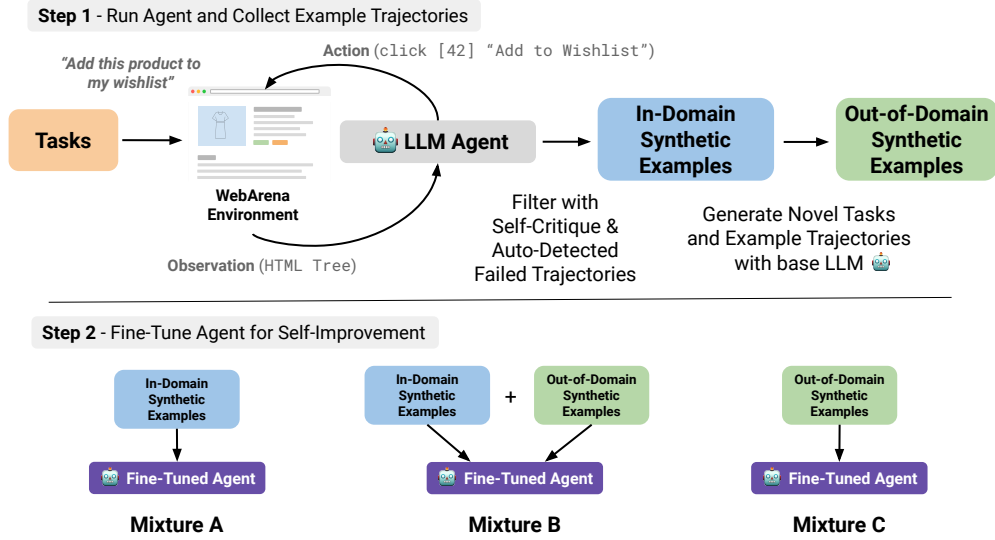 Step 1 - Run Agent and Collect Example Trajectories
Action (click [42] “Add to Wishlist”)
“Add this product to
my wishlist”
Tasks
WebArena
Environment
LLM Agent
In-Domain
Synthetic
Examples
Out-of-Domain
Synthetic
Examples
Observation (HTML Tree)
Filter with
Self-Critique &
Auto-Detected
Failed Trajectories
Generate Novel Tasks
and Example Trajectories
with base LLM
Step 2 - Fine-Tune Agent for Self-Improvement
In-Domain
Synthetic
Examples
Fine-Tuned Agent
Mixture A
In-Domain
Synthetic
Examples
+
Out-of-Domain
Synthetic
Examples
Fine-Tuned Agent
Mixture B
Out-of-Domain
Synthetic
Examples
Fine-Tuned Agent
Mixture C